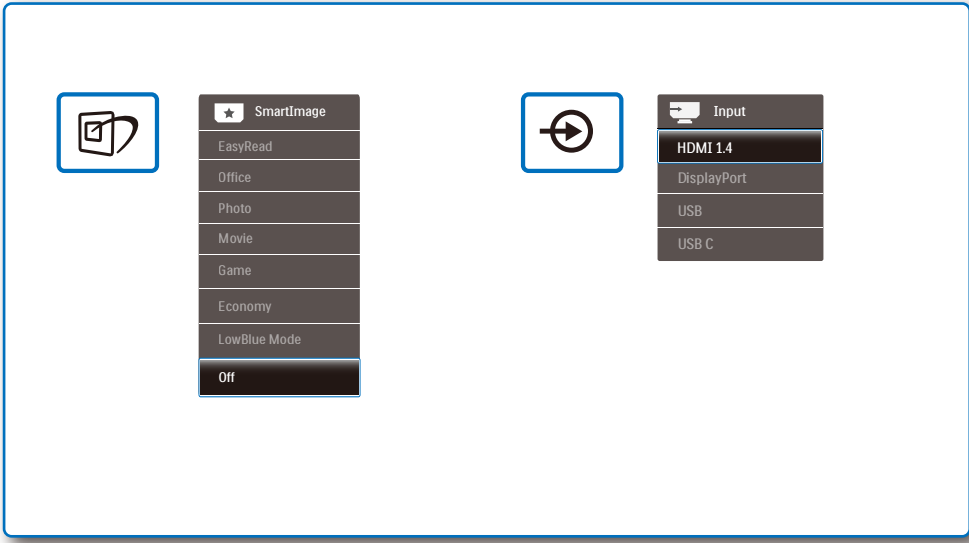 SmartImage
EasyRead
Office
Photo
Movie
Game
Economy
LowBlue Mode
Off
Input
HDMI 1.4
DisplayPort
USB
USB C